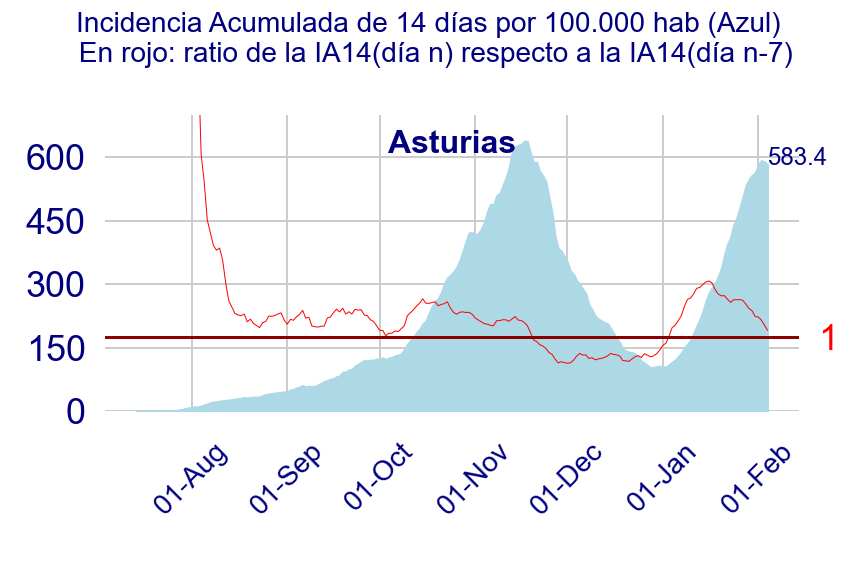 Incidencia Acumulada de 14 días por 100.000 hab (Azul)
En rojo: ratio de la IA14(día n) respecto a la IA14(día n-7)
Asturias
583.4
600
450
300
150
0
1
01-Aug
01-Sep
01-Oct
01-Nov
01-Dec
01-Jan
01-Feb